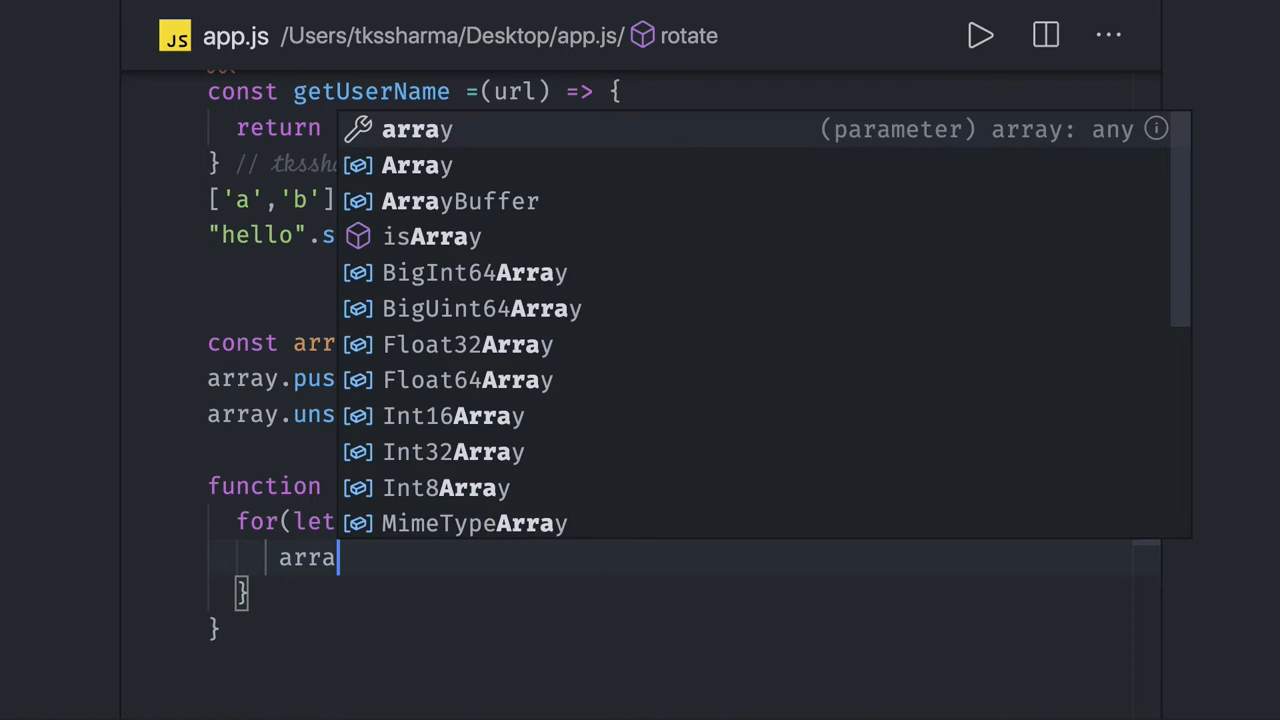 JS app.js /Users/tkssharma/Desktop/app.js/ rotate
const getUserName =(url) => {
return
array (parameter) array: any
} // tkssh
Array
['a','b']
ArrayBuffer
"hello".s
isArray
BigInt64Array
BigUint64Array
const arr
Float32Array
array.pus
Float64Array
array.uns
Int16Array
Int32Array
function
Int8Array
for(let
MimeTypeArray
arra
}
}